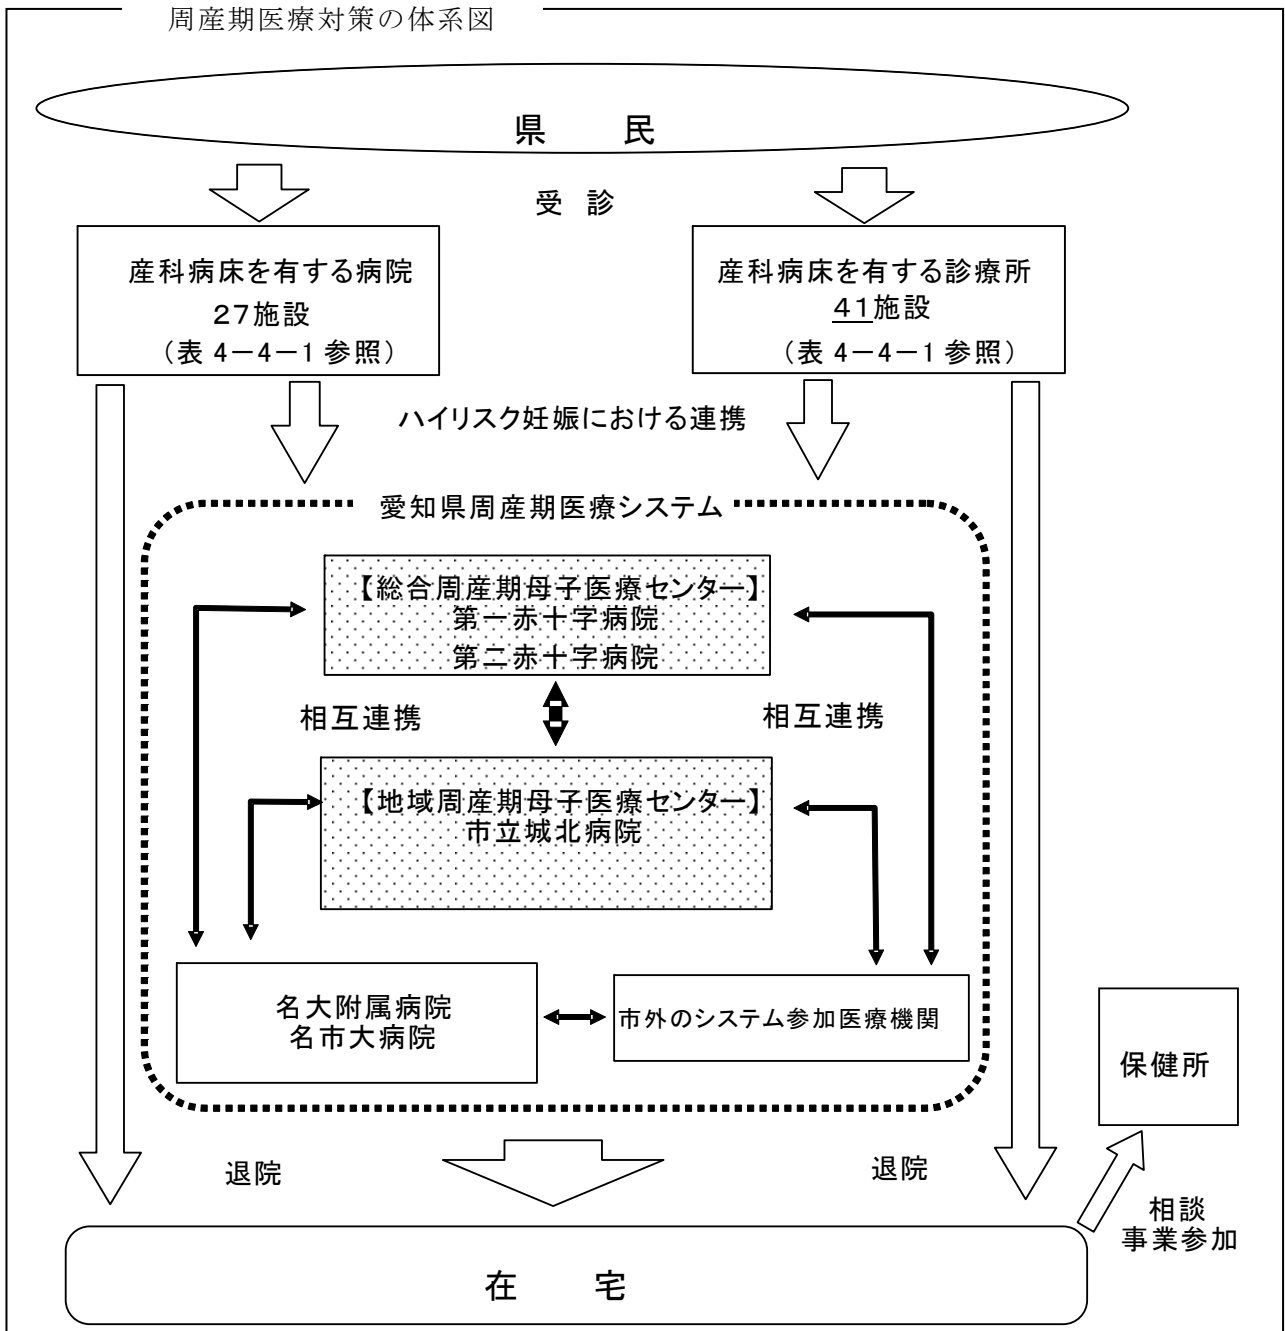 周産期医療対策の体系図
県　　民
受 診
産科病床を有する病院
27施設
（表 4－4－1 参照）
産科病床を有する診療所
41施設
（表 4－4－1 参照）
ハイリスク妊娠における連携
愛知県周産期医療システム
【総合周産期母子医療センター】
第一赤十字病院
第二赤十字病院
相互連携
相互連携
【地域周産期母子医療センター】
市立城北病院
名大附属病院
名市大病院
市外のシステム参加医療機関
保健所
退院
退院
相談
事業参加
在　　宅